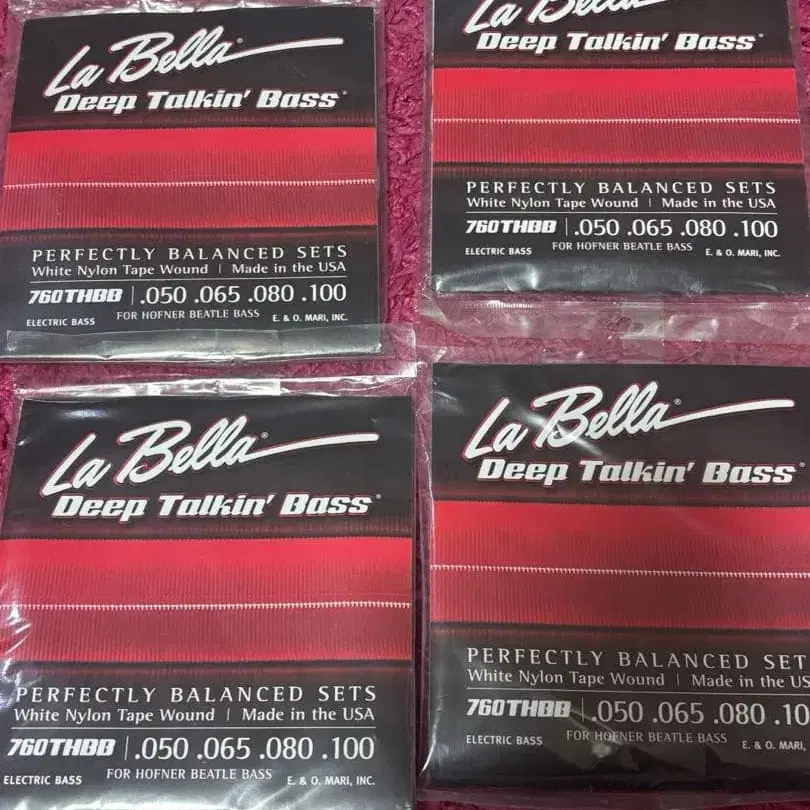 La Bella®
Deep Talkin' Bass®
PERFECTLY BALANCED SETS
White Nylon Tape Wound | Made in the USA
760THBB | .050 .065 .080 .100
ELECTRIC BASS FOR HOFNER BEATLE BASS E. & O. MARI, INC.
La Bella
Deep Talkin' Bass®
PERFECTLY BALANCED SETS
White Nylon Tape Wound | Made in the USA
760THBB | .050 .065 .080 .100
ELECTRIC BASS FOR HOFNER BEATLE BASS E. & O. MARI, INC.
La Bella®
Deep Talkin' Bass®
PERFECTLY BALANCED SETS
White Nylon Tape Wound | Made in the USA
760THBB | .050 .065 .080 .100
ELECTRIC BASS FOR HOFNER BEATLE BASS E. & O. MARI, INC.
La Bella®
Deep Talkin' Bass®
PERFECTLY BALANCED SET
White Nylon Tape Wound | Made in the US
760THBB | .050 .065 .080 .10
ELECTRIC BASS FOR HOFNER BEATLE BASS E. & O. MARI,